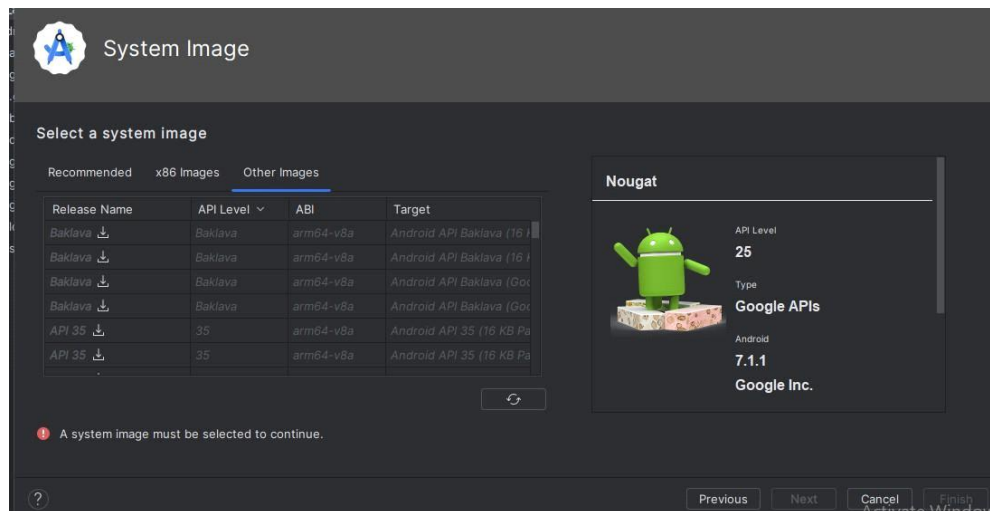 System Image
Select a system image
Recommended x86 Images Other Images
Release Name API Level ABI Target
Baklava Baklava arm64-v8a Android API Baklava (16
Baklava Baklava arm64-v8a Android API Baklava (16
Baklava Baklava arm64-v8a Android API Baklava (Goo
Baklava Baklava arm64-v8a Android API Baklava (Goo
API 35 35 arm64-v8a Android API 35 (16 KB Pa
API 35 35 arm64-v8a Android API 35 (16 KB Pa
A system image must be selected to continue.
Nougat
API Level
25
Type
Google APIs
Android
7.1.1
Google Inc.
? Previous Next Cancel Finish